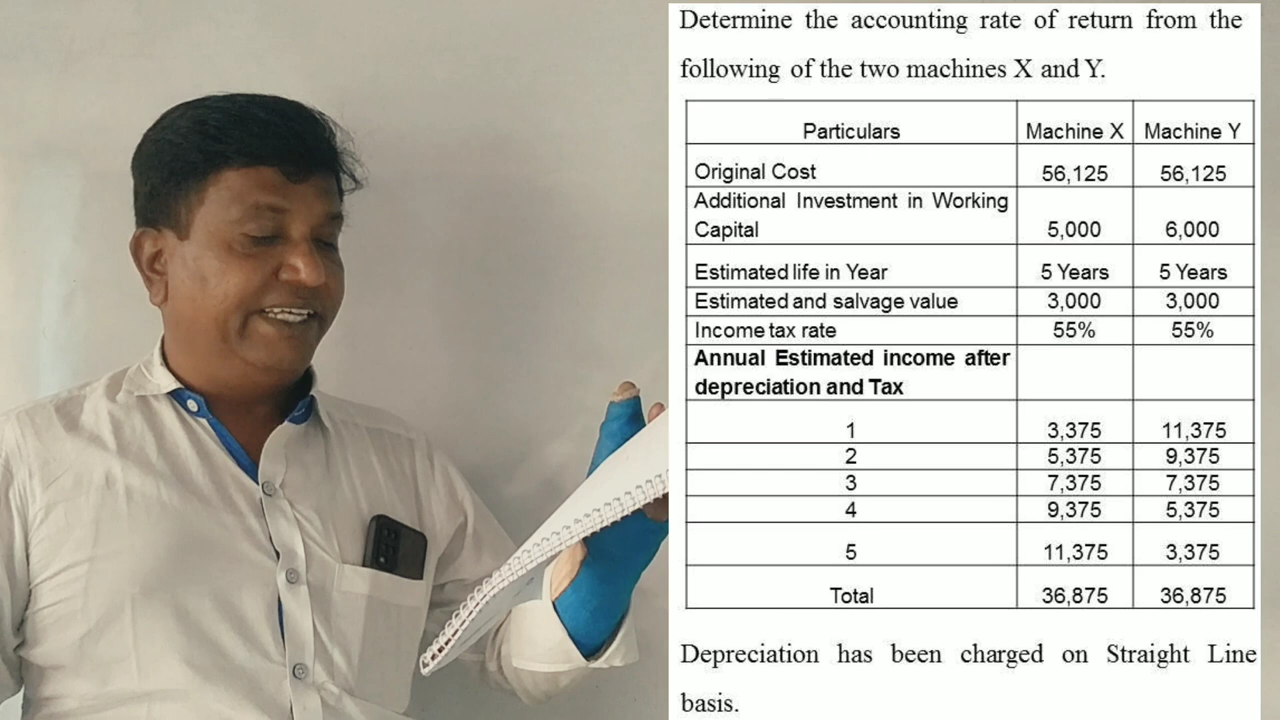 Determine the accounting rate of return from the
following of the two machines X and Y.
Particulars Machine X Machine Y
Original Cost 56,125 56,125
Additional Investment in Working
Capital 5,000 6,000
Estimated life in Year 5 Years 5 Years
Estimated and salvage value 3,000 3,000
Income tax rate 55% 55%
Annual Estimated income after
depreciation and Tax
1 3,375 11,375
2 5,375 9,375
3 7,375 7,375
4 9,375 5,375
5 11,375 3,375
Total 36,875 36,875
Depreciation has been charged on Straight Line
basis.